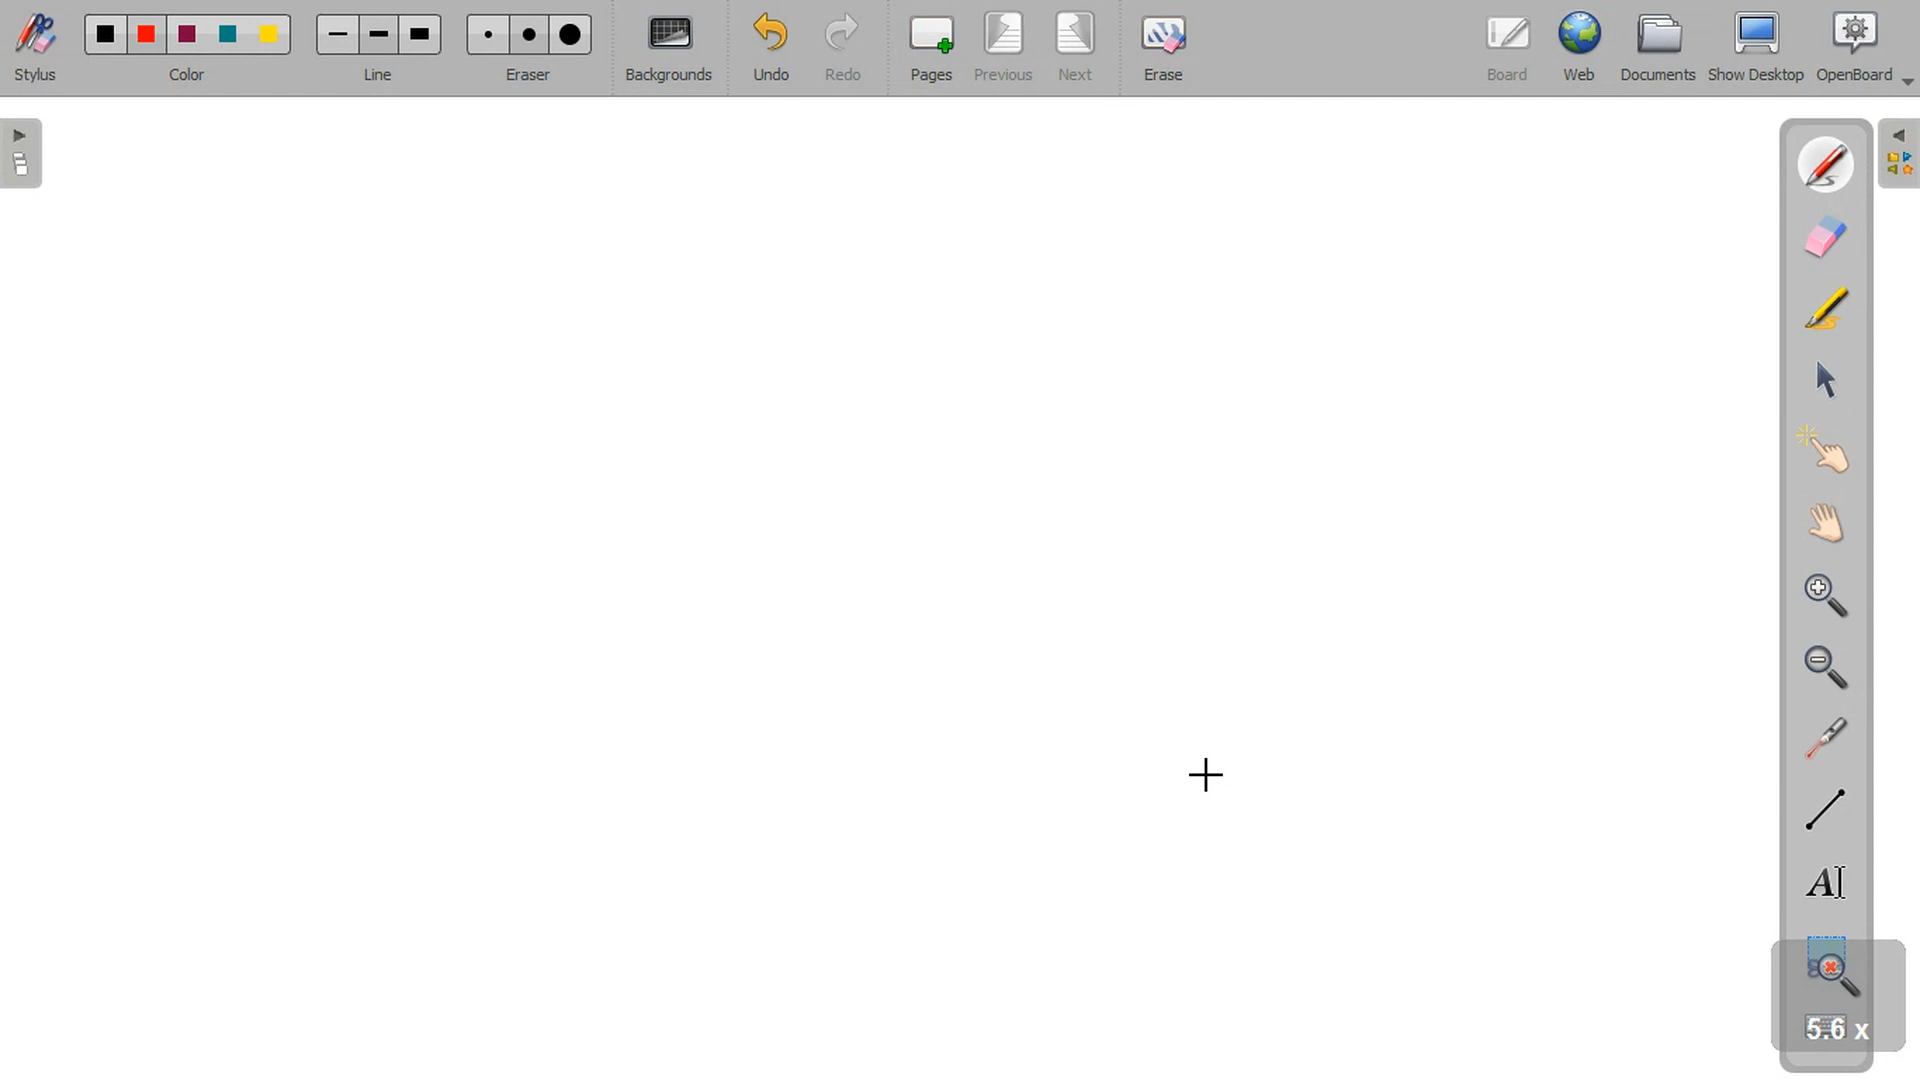 Stylus Color Line Eraser Backgrounds Undo Redo Pages Previous Next Erase Board Web Documents Show Desktop OpenBoard
AI
5.6 x